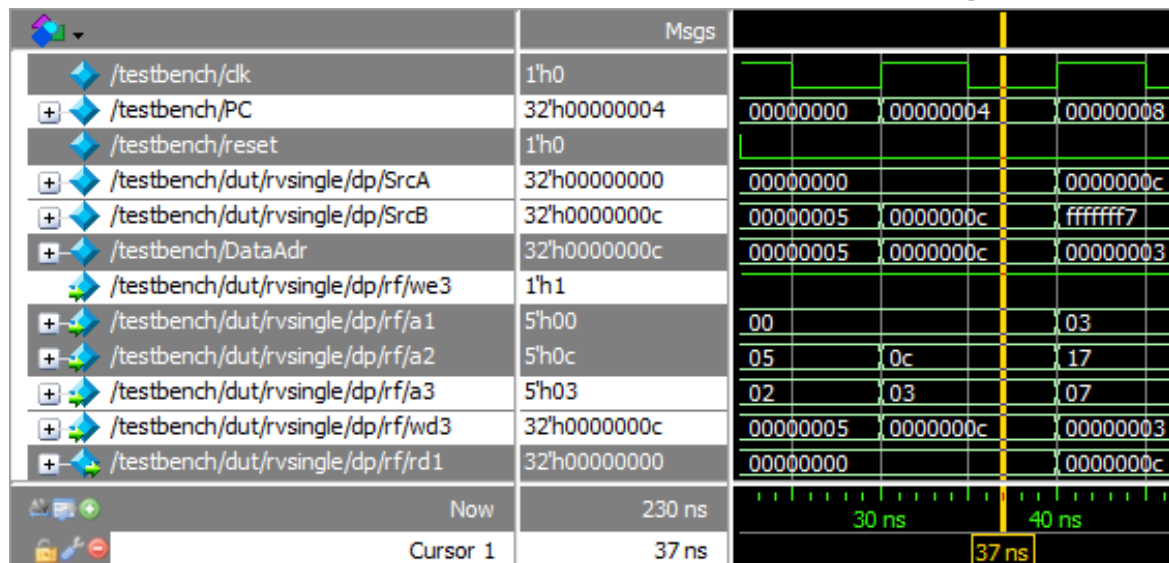 Msgs
/testbench/clk 1'h0
/testbench/PC 32'h00000004 00000000 00000004 00000008
/testbench/reset 1'h0
/testbench/dut/rvsingle/dp/SrcA 32'h00000000 00000000 0000000c
/testbench/dut/rvsingle/dp/SrcB 32'h0000000c 00000005 0000000c fffffff7
/testbench/DataAdr 32'h0000000c 00000005 0000000c 00000003
/testbench/dut/rvsingle/dp/rf/we3 1'h1
/testbench/dut/rvsingle/dp/rf/a1 5'h00 00 03
/testbench/dut/rvsingle/dp/rf/a2 5'h0c 05 0c 17
/testbench/dut/rvsingle/dp/rf/a3 5'h03 02 03 07
/testbench/dut/rvsingle/dp/rf/wd3 32'h0000000c 00000005 0000000c 00000003
/testbench/dut/rvsingle/dp/rf/rd1 32'h00000000 00000000 0000000c
Now 230 ns 30 ns 40 ns
Cursor 1 37 ns 37 ns